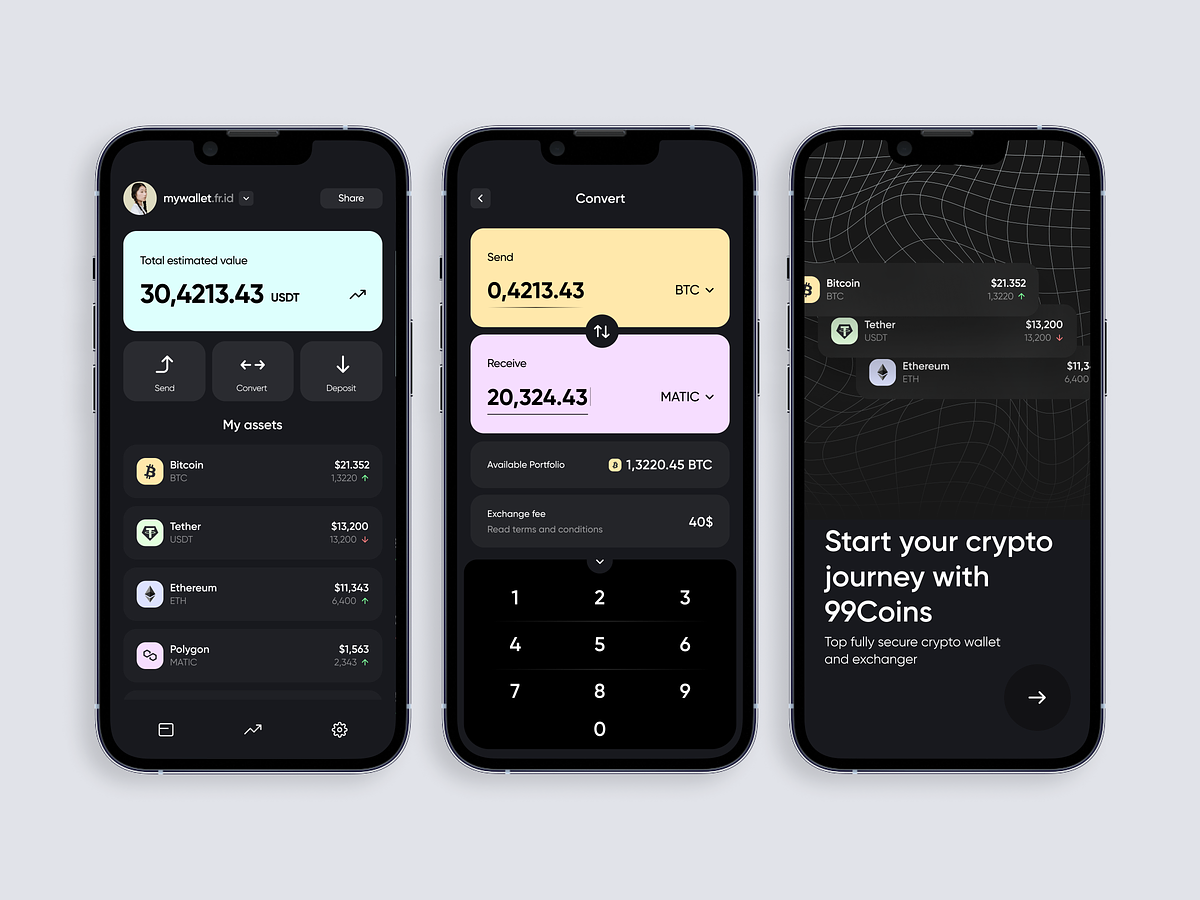 mywallet.fr.id
Share
Total estimated value
30,4213.43 USDT
Send
Convert
Deposit
My assets
Bitcoin
$21.352
BTC
1,3220
Tether
$13,200
USDT
13,200
Ethereum
$11,343
ETH
6,400
Polygon
$1,563
MATIC
2,343
Convert
Send
0,4213.43
BTC
Receive
20,324.43
MATIC
Available Portfolio
1,3220.45 BTC
Exchange fee
Read terms and conditions
40$
1 2 3
4 5 6
7 8 9
0
Bitcoin
$21.352
BTC
1,3220
Tether
$13,200
USDT
13,200
Ethereum
$11,3
ETH
6,400
Start your crypto
journey with
99Coins
Top fully secure crypto wallet
and exchanger